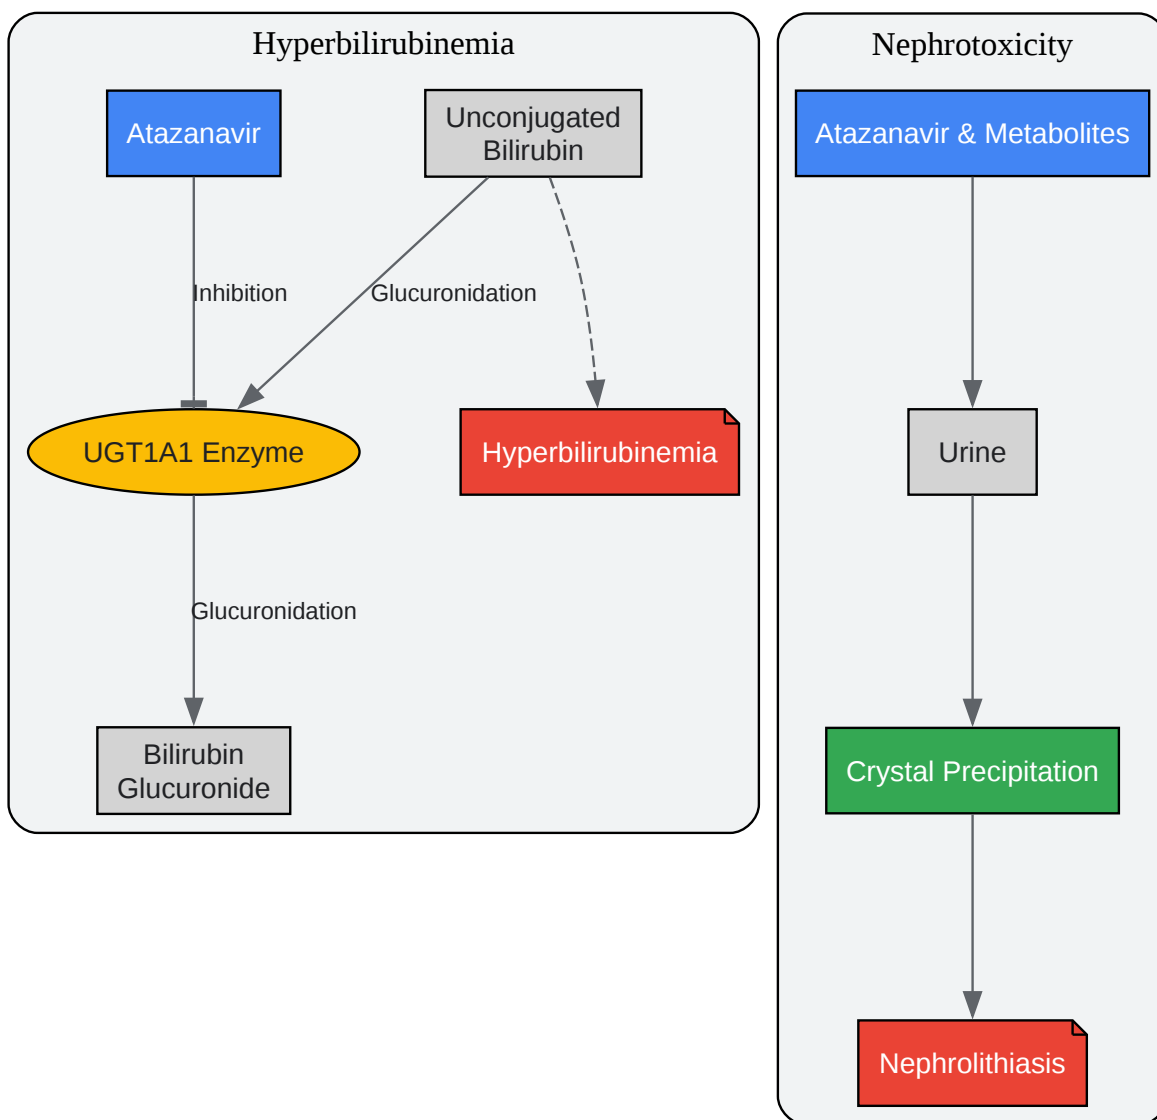 Hyperbilirubinemia
Atazanavir
Unconjugated
Bilirubin
Inhibition
Glucuronidation
UGT1A1 Enzyme
Hyperbilirubinemia
Glucuronidation
Bilirubin
Glucuronide
Nephrotoxicity
Atazanavir & Metabolites
Urine
Crystal Precipitation
Nephrolithiasis